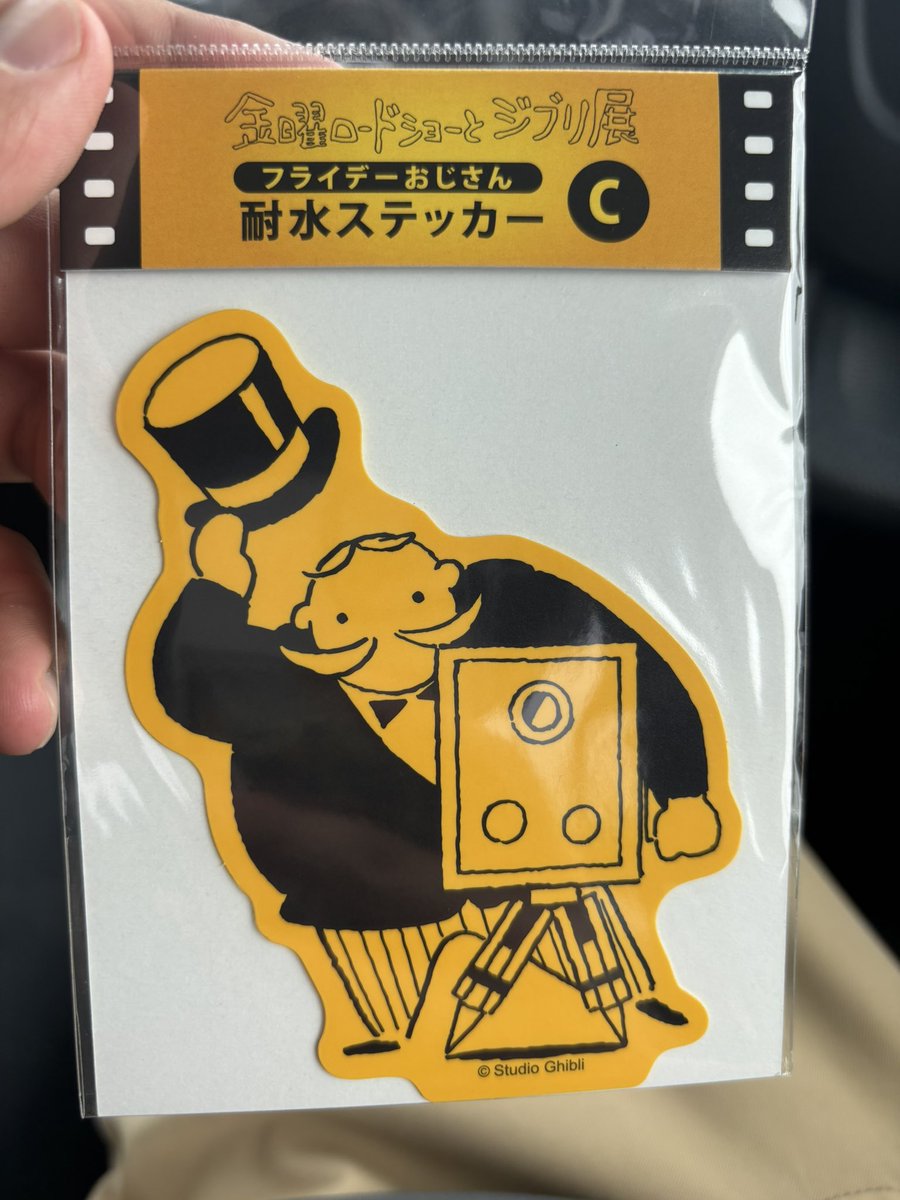 金曜ロードショーとジブリ展
フライデーおじさん
耐水ステッカー
C
© Studio Ghibli